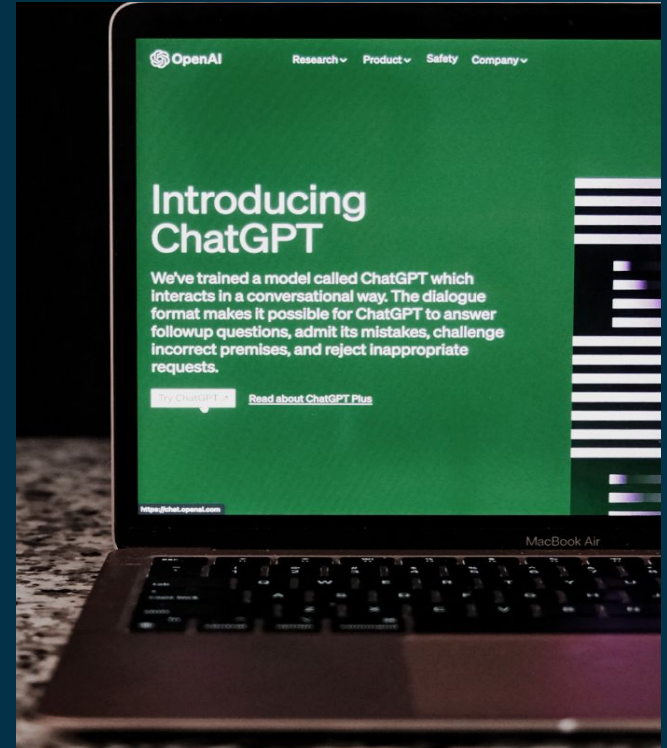 OpenAI
Research Product Safety Company
Introducing
ChatGPT
We've trained a model called ChatGPT which
interacts in a conversational way. The dialogue
format makes it possible for ChatGPT to answer
followup questions, admit its mistakes, challenge
incorrect premises, and reject inappropriate
requests.
Try ChatGPT ↗ Read about ChatGPT Plus
https://chat.openai.com
MacBook Air